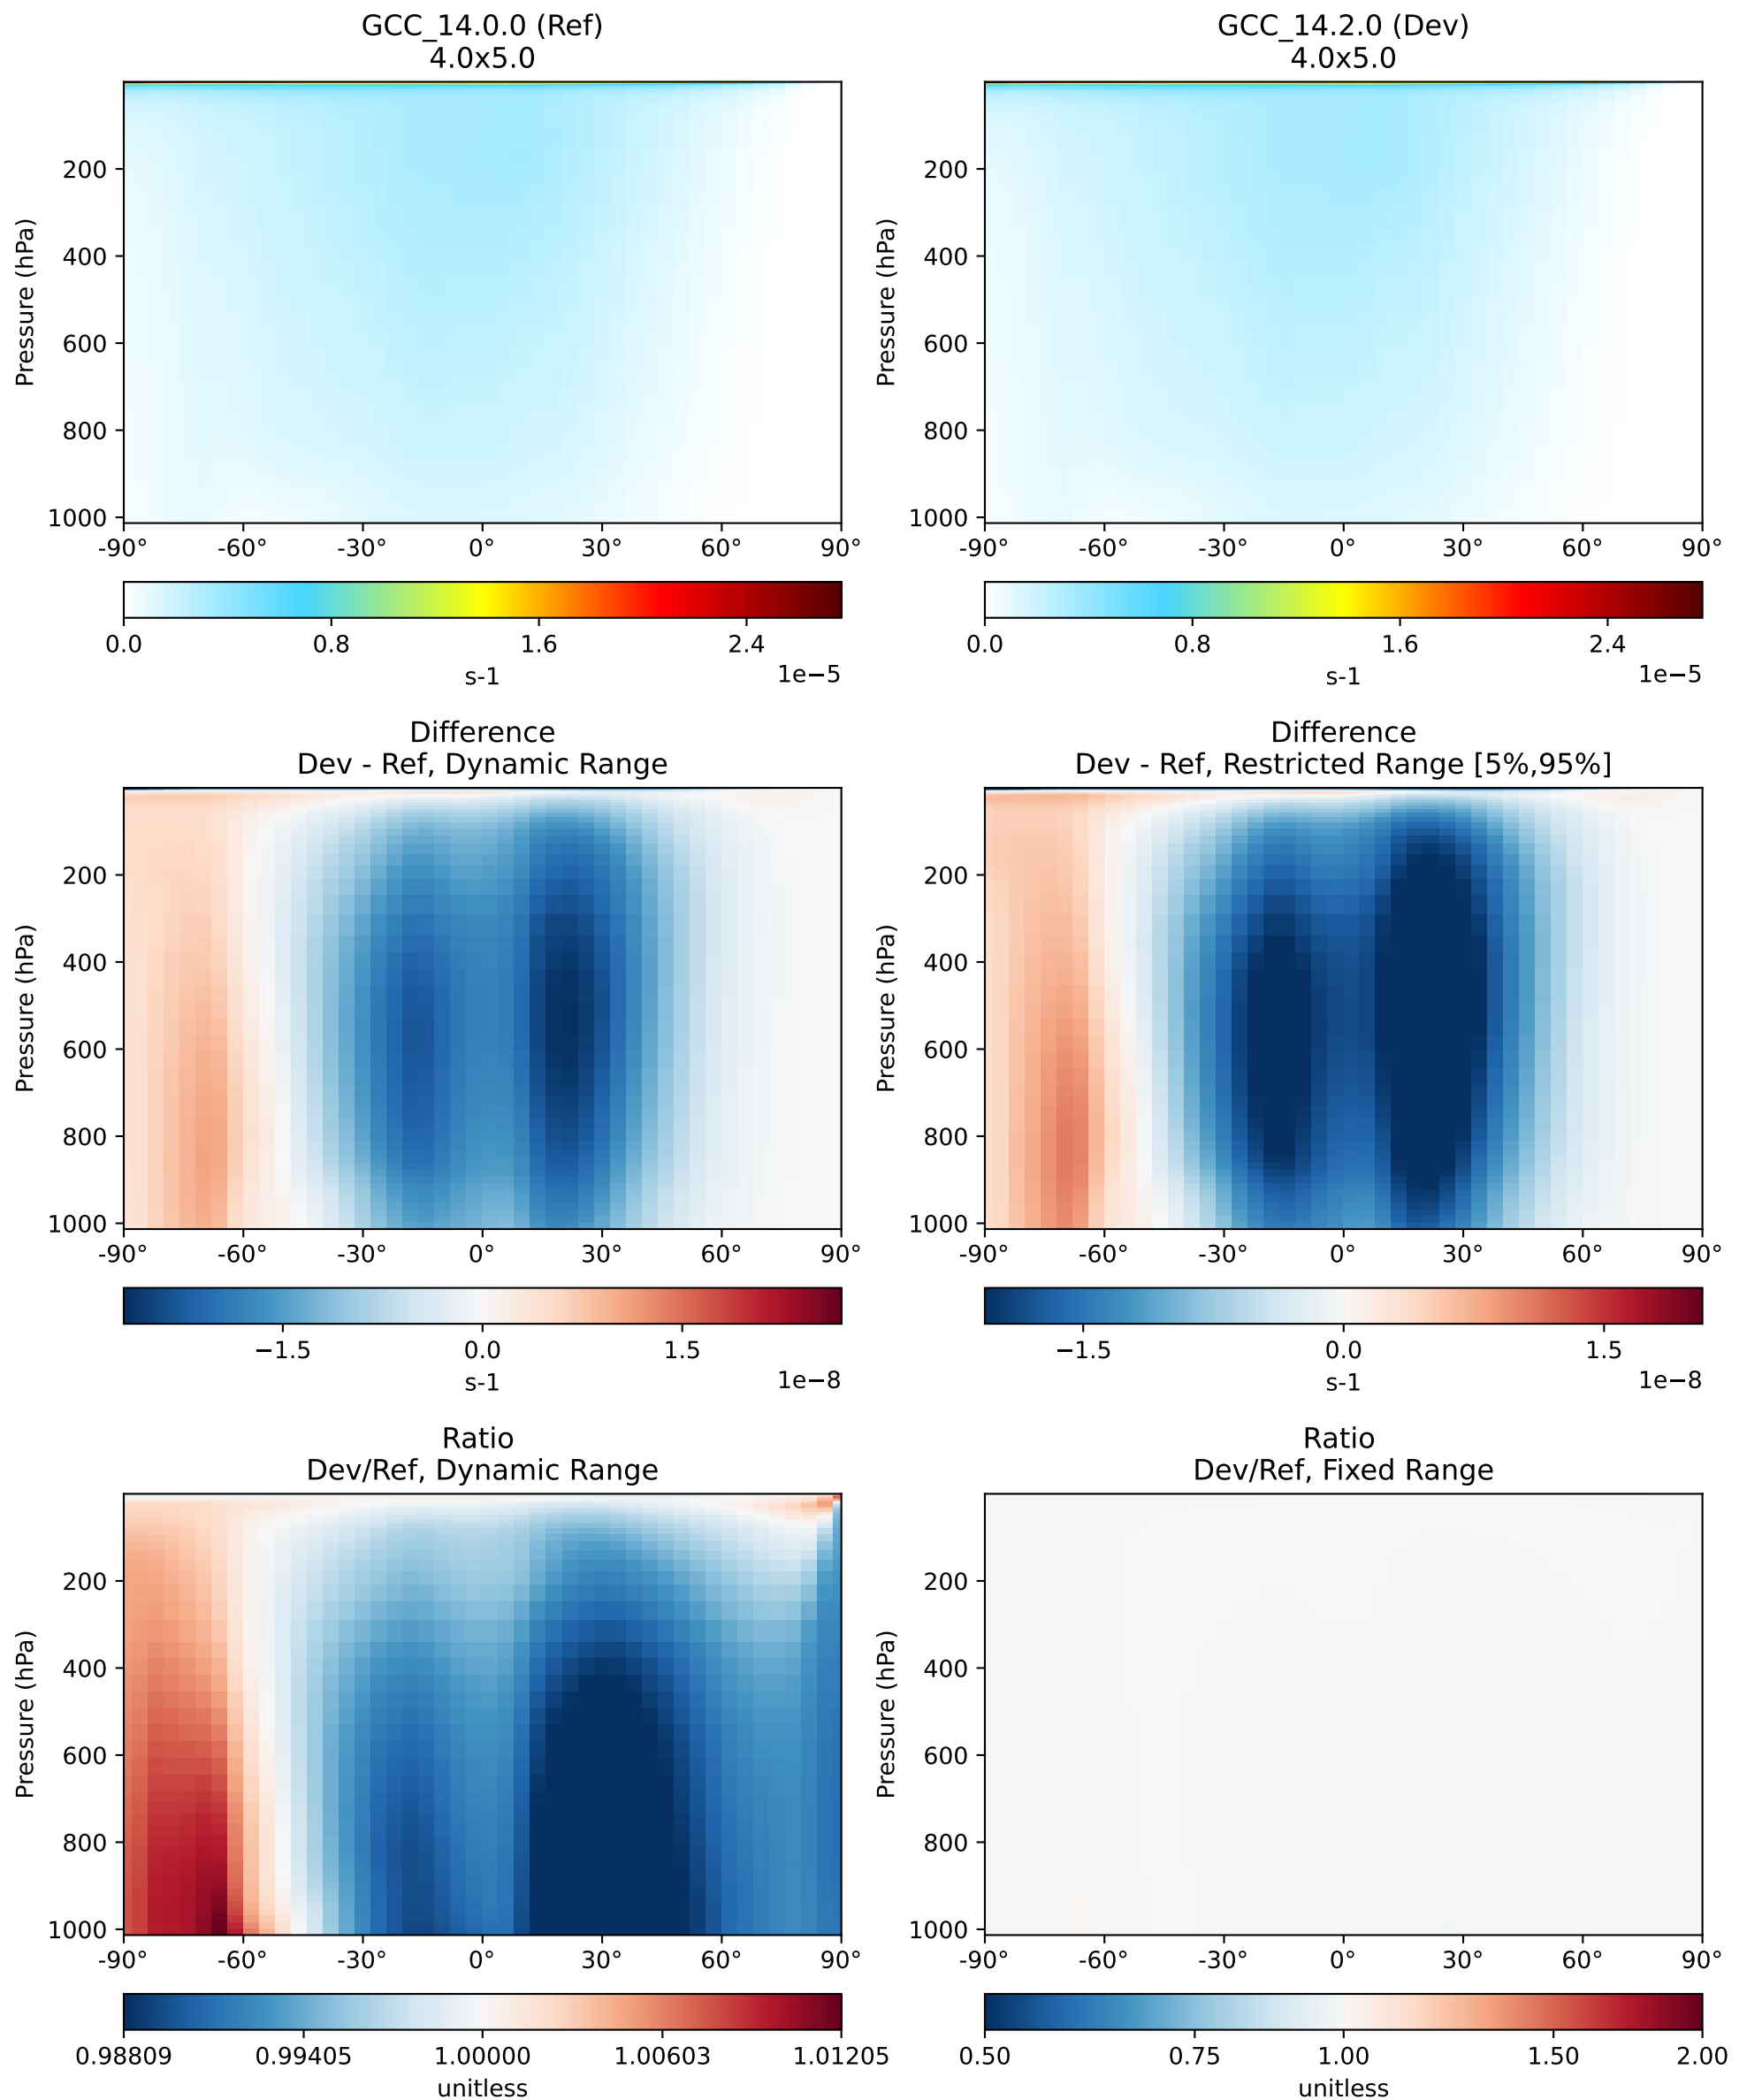 GCC_14.0.0 (Ref)
4.0x5.0
Pressure (hPa)
200
400
600
800
1000
-90° -60° -30° 0° 30° 60° 90°
0.0 0.8 1.6 2.4
s-1 1e−5
GCC_14.2.0 (Dev)
4.0x5.0
Pressure (hPa)
200
400
600
800
1000
-90° -60° -30° 0° 30° 60° 90°
0.0 0.8 1.6 2.4
s-1 1e−5
Difference
Dev - Ref, Dynamic Range
Pressure (hPa)
200
400
600
800
1000
-90° -60° -30° 0° 30° 60° 90°
−1.5 0.0 1.5
s-1 1e−8
Difference
Dev - Ref, Restricted Range [5%,95%]
Pressure (hPa)
200
400
600
800
1000
-90° -60° -30° 0° 30° 60° 90°
−1.5 0.0 1.5
s-1 1e−8
Ratio
Dev/Ref, Dynamic Range
Pressure (hPa)
200
400
600
800
1000
-90° -60° -30° 0° 30° 60° 90°
0.98809 0.99405 1.00000 1.00603 1.01205
unitless
Ratio
Dev/Ref, Fixed Range
Pressure (hPa)
200
400
600
800
1000
-90° -60° -30° 0° 30° 60° 90°
0.50 0.75 1.00 1.50 2.00
unitless